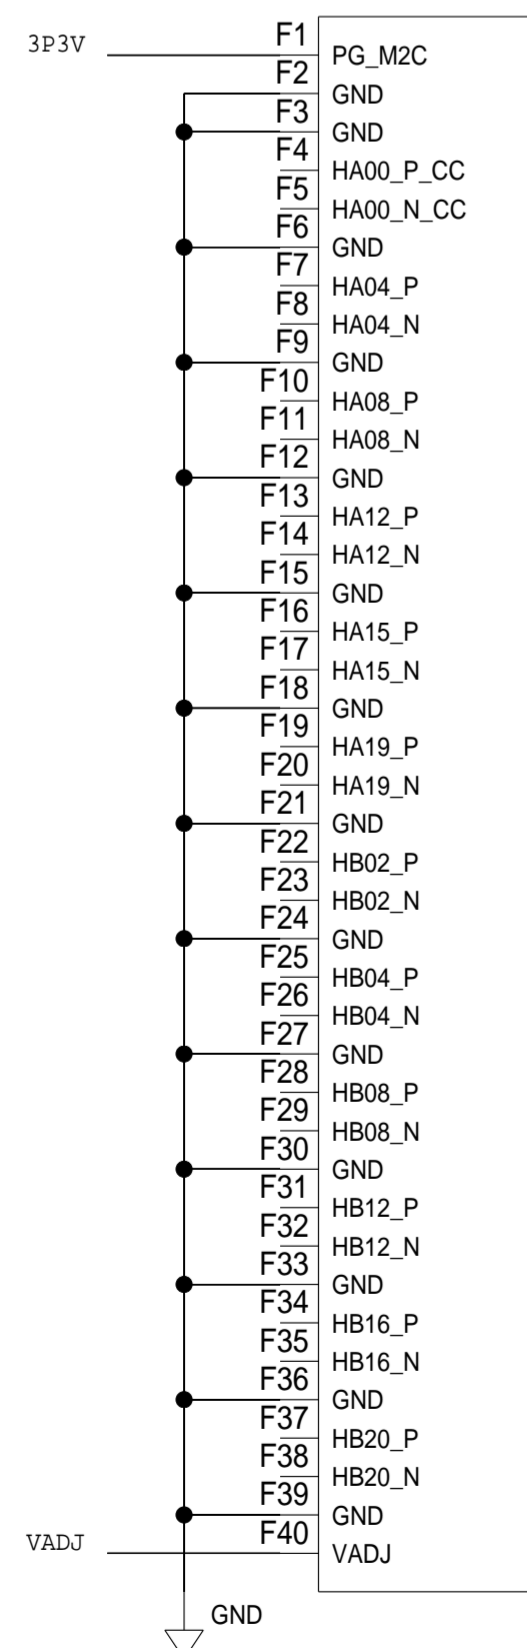 F1
3P3V
PG_M2C
F2
GND
F3
GND
F4
HA00_P_CC
F5
HA00_N_CC
F6
GND
F7
HA04_P
F8
HA04_N
F9
GND
F10
HA08_P
F11
HA08_N
F12
GND
F13
HA12_P
F14
HA12_N
F15
GND
F16
HA15_P
F17
HA15_N
F18
GND
F19
HA19_P
F20
HA19_N
F21
GND
F22
HB02_P
F23
HB02_N
F24
GND
F25
HB04_P
F26
HB04_N
F27
GND
F28
HB08_P
F29
HB08_N
F30
GND
F31
HB12_P
F32
HB12_N
F33
GND
F34
HB16_P
F35
HB16_N
F36
GND
F37
HB20_P
F38
HB20_N
F39
GND
F40
VADJ
VADJ
GND